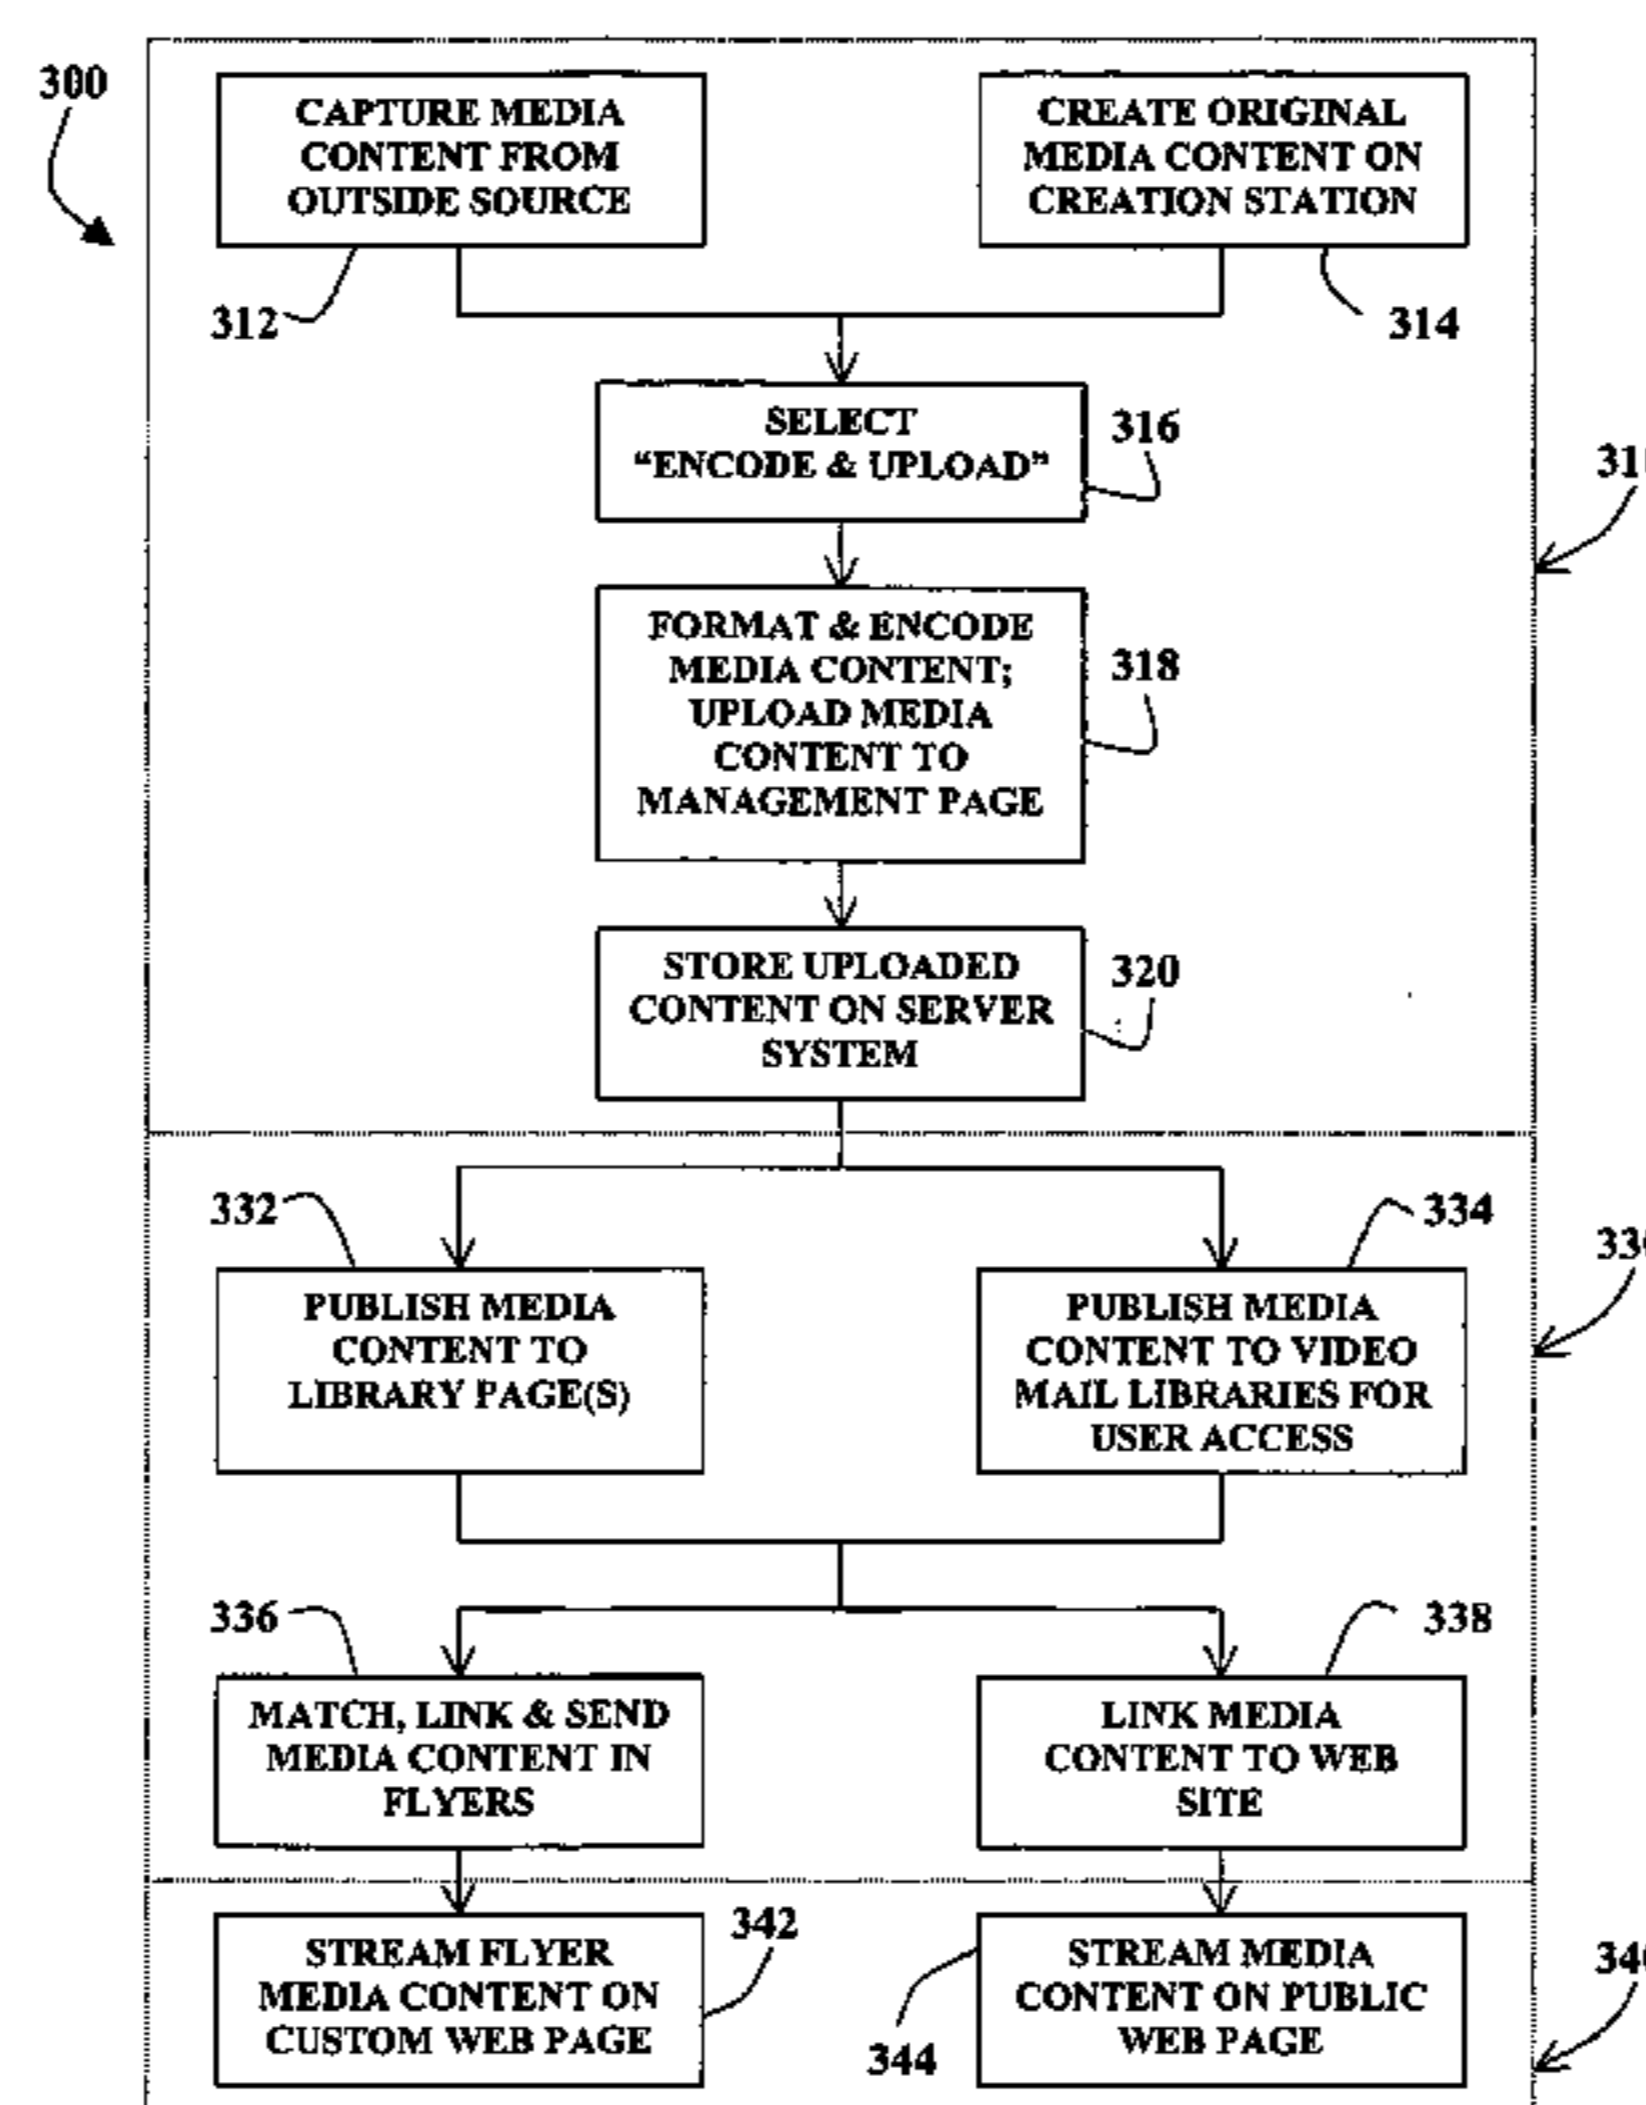 300
CAPTURE MEDIA
CONTENT FROM
OUTSIDE SOURCE
CREATE ORIGINAL
MEDIA CONTENT ON
CREATION STATION
312
314
SELECT
“ENCODE & UPLOAD”
316
FORMAT & ENCODE
MEDIA CONTENT;
UPLOAD MEDIA
CONTENT TO
MANAGEMENT PAGE
318
STORE UPLOADED
CONTENT ON SERVER
SYSTEM
320
332
334
PUBLISH MEDIA
CONTENT TO
LIBRARY PAGE(S)
PUBLISH MEDIA
CONTENT TO VIDEO
MAIL LIBRARIES FOR
USER ACCESS
336
338
MATCH, LINK & SEND
MEDIA CONTENT IN
FLYERS
LINK MEDIA
CONTENT TO WEB
SITE
342
STREAM FLYER
MEDIA CONTENT ON
CUSTOM WEB PAGE
344
STREAM MEDIA
CONTENT ON PUBLIC
WEB PAGE